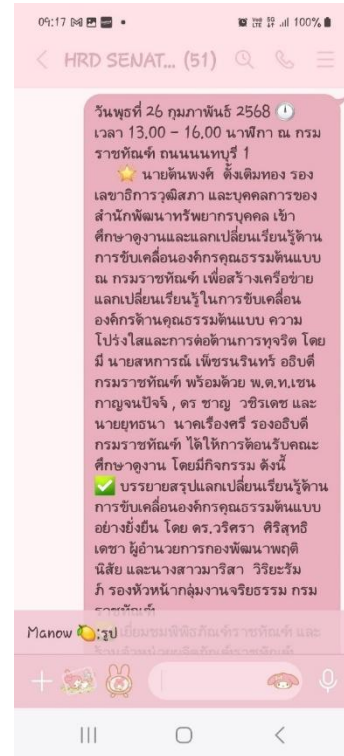 09:17
100%
HRD SENAT... (51)
วันพุธที่ 26 กุมภาพันธ์ 2568 🕐
เวลา 13.00 – 16.00 นาฬิกา ณ กรม
ราชทัณฑ์ ถนนนนทบุรี 1
⭐ นายตันพงศ์ ตั้งเติมทอง รอง
เลขาธิการวุฒิสภา และบุคคลการของ
สำนักพัฒนาทรัพยากรบุคคล เข้า
ศึกษาดูงานและแลกเปลี่ยนเรียนรู้ด้าน
การขับเคลื่อนองค์กรคุณธรรมต้นแบบ
ณ กรมราชทัณฑ์ เพื่อสร้างเครือข่าย
แลกเปลี่ยนเรียนรู้ในการขับเคลื่อน
องค์กรด้านคุณธรรมต้นแบบ ความ
โปร่งใสและการต่อต้านการทุจริต โดย
มี นายสหการณ์ เพ็ชรนรินทร์ อธิบดี
กรมราชทัณฑ์ พร้อมด้วย พ.ต.ท.เชน
กาญจนปัจจ์ , ดร ชาญ วชิรเดช และ
นายยุทธนา นาคเรืองศรี รองอธิบดี
กรมราชทัณฑ์ ได้ให้การต้อนรับคณะ
ศึกษาดูงาน โดยมีกิจกรรม ดังนี้
✅ บรรยายสรุปแลกเปลี่ยนเรียนรู้ด้าน
การขับเคลื่อนองค์กรคุณธรรมต้นแบบ
อย่างยั่งยืน โดย ดร.วริศรา ศิริสุทธิ
เดชา ผู้อำนวยการกองพัฒนาพฤติ
นิสัย และนางสาวมาริสา วิริยะรัม
ภ์ รองหัวหน้ากลุ่มงานจริยธรรม กรม
ราชทัณฑ์
Manow 🍋:รูป
เยี่ยมชมพิพิธภัณฑ์ราชทัณฑ์ และ